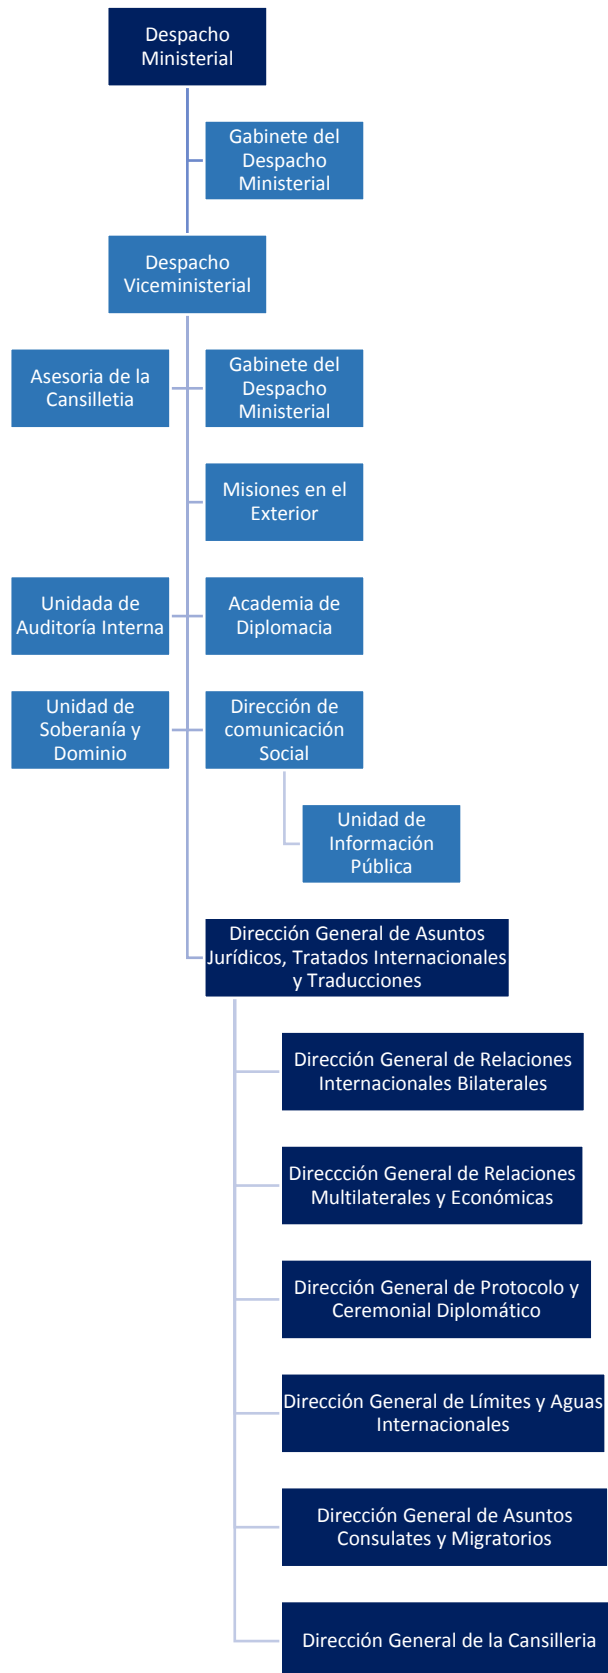 Despacho
Ministerial
Gabinete del
Despacho
Ministerial
Despacho
Viceministerial
Asesoria de la
Cansilletia
Gabinete del
Despacho
Ministerial
Misiones en el
Exterior
Unidada de
Auditoría Interna
Academia de
Diplomacia
Unidad de
Soberanía y
Dominio
Dirección de
comunicación
Social
Unidad de
Información
Pública
Dirección General de Asuntos
Jurídicos, Tratados Internacionales
y Traducciones
Dirección General de Relaciones
Internacionales Bilaterales
Direccción General de Relaciones
Multilaterales y Económicas
Dirección General de Protocolo y
Ceremonial Diplomático
Dirección General de Límites y Aguas
Internacionales
Dirección General de Asuntos
Consulates y Migratorios
Dirección General de la Cansilleria